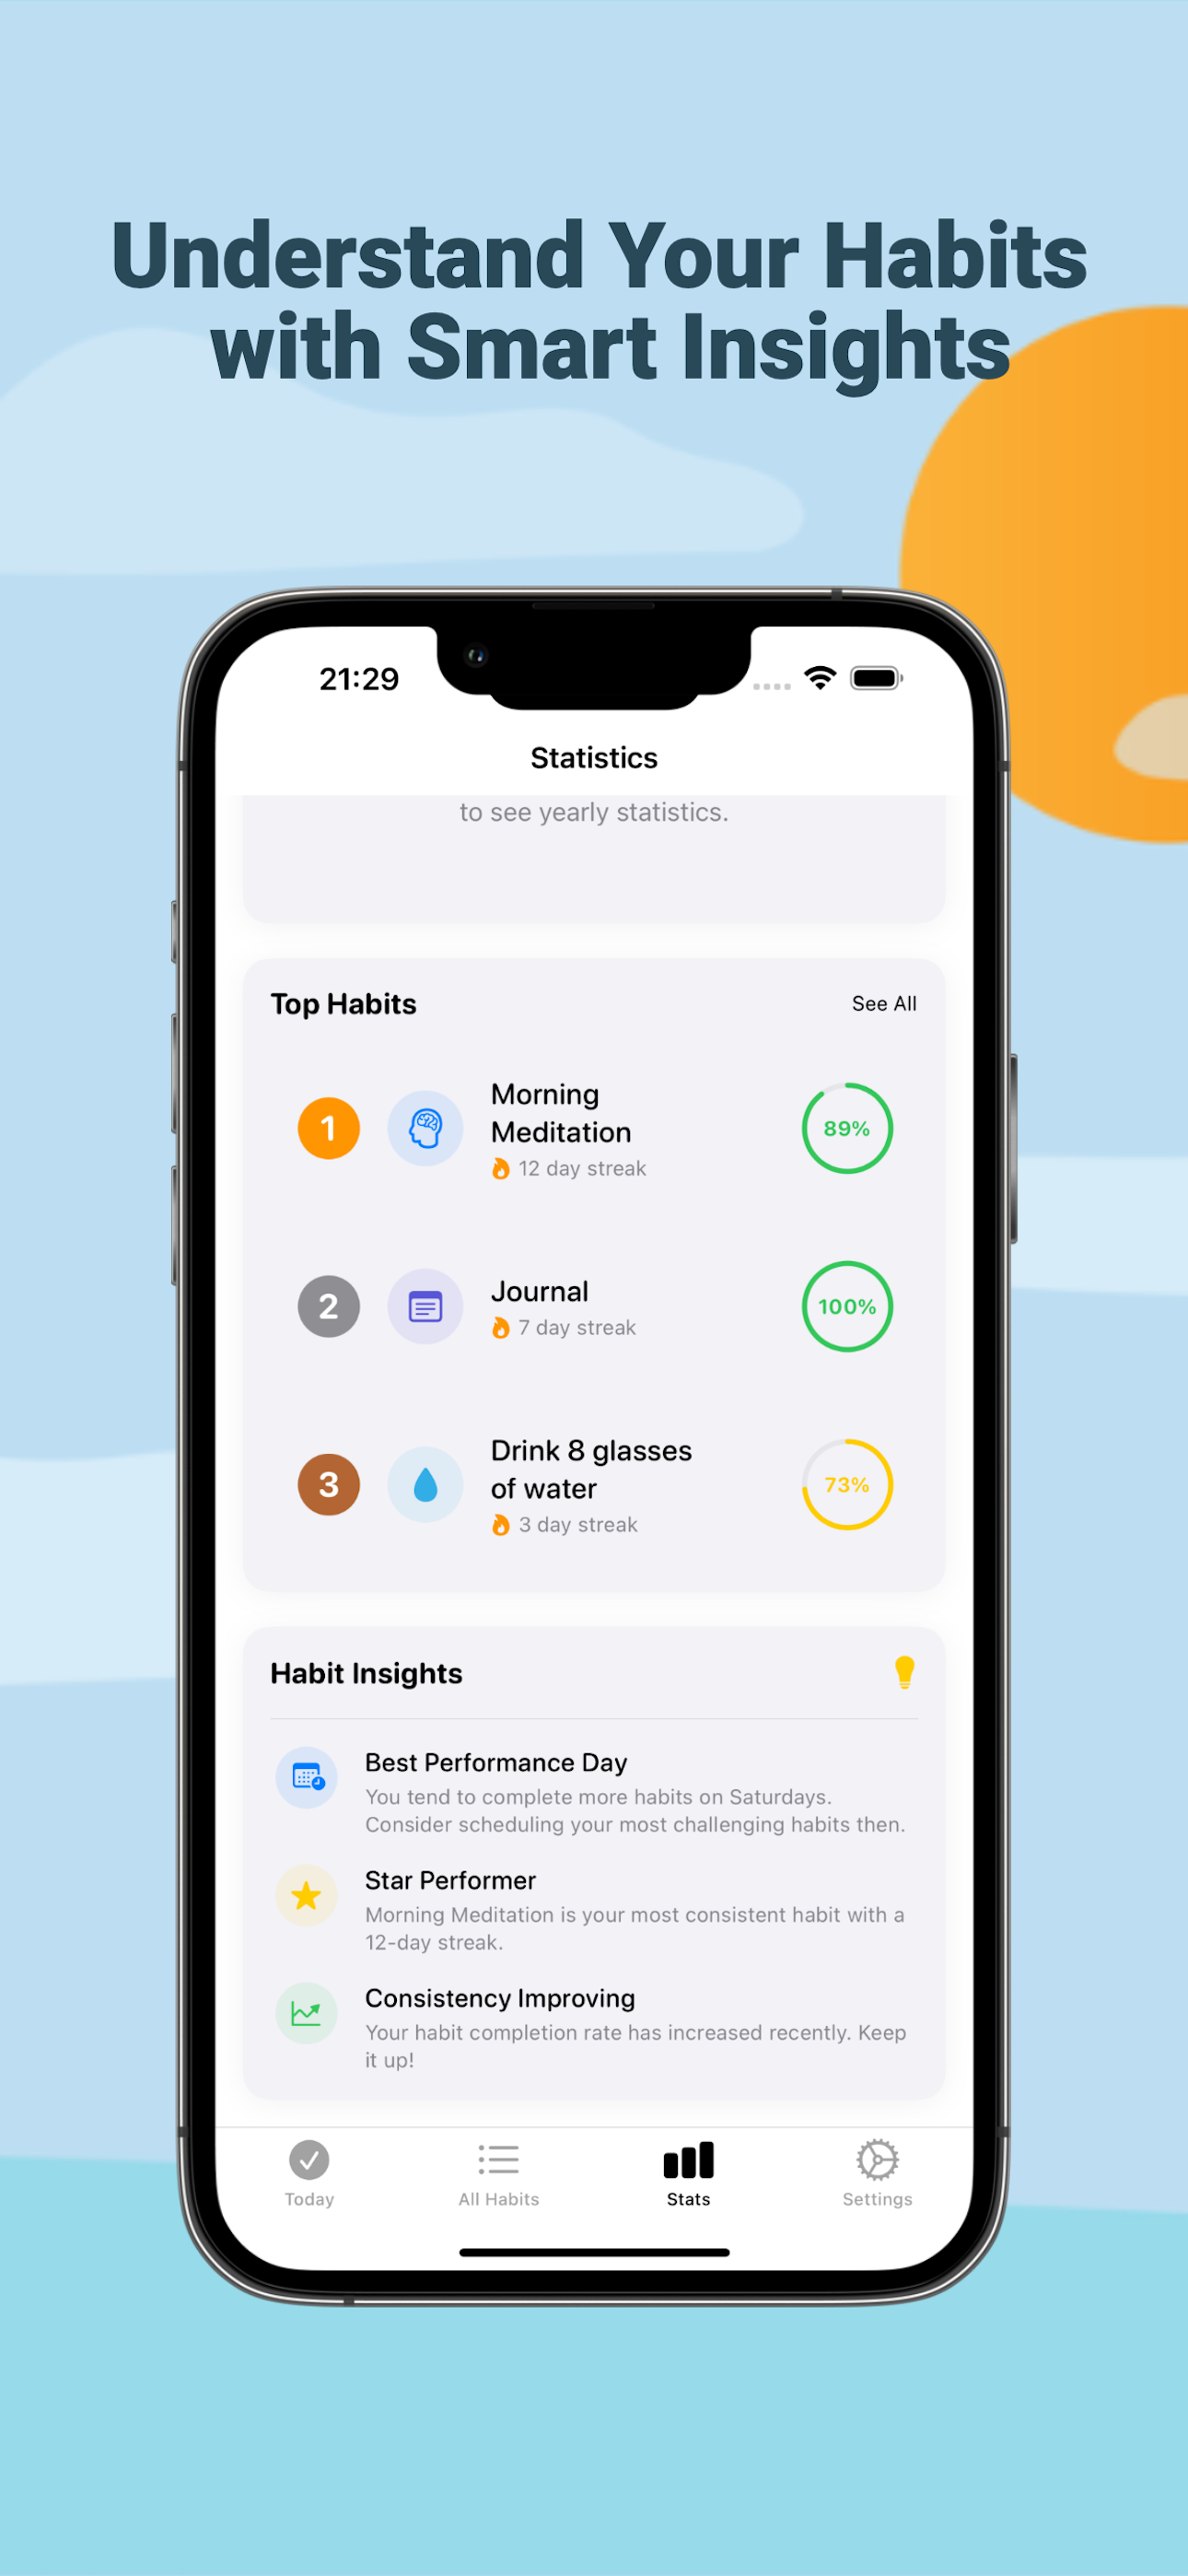 Understand Your Habits
with Smart Insights
21:29
Statistics
to see yearly statistics.
Top Habits
See All
1
Morning
Meditation
12 day streak
89%
2
Journal
7 day streak
100%
3
Drink 8 glasses
of water
3 day streak
73%
Habit Insights
Best Performance Day
You tend to complete more habits on Saturdays.
Consider scheduling your most challenging habits then.
Star Performer
Morning Meditation is your most consistent habit with a
12-day streak.
Consistency Improving
Your habit completion rate has increased recently. Keep
it up!
Today
All Habits
Stats
Settings